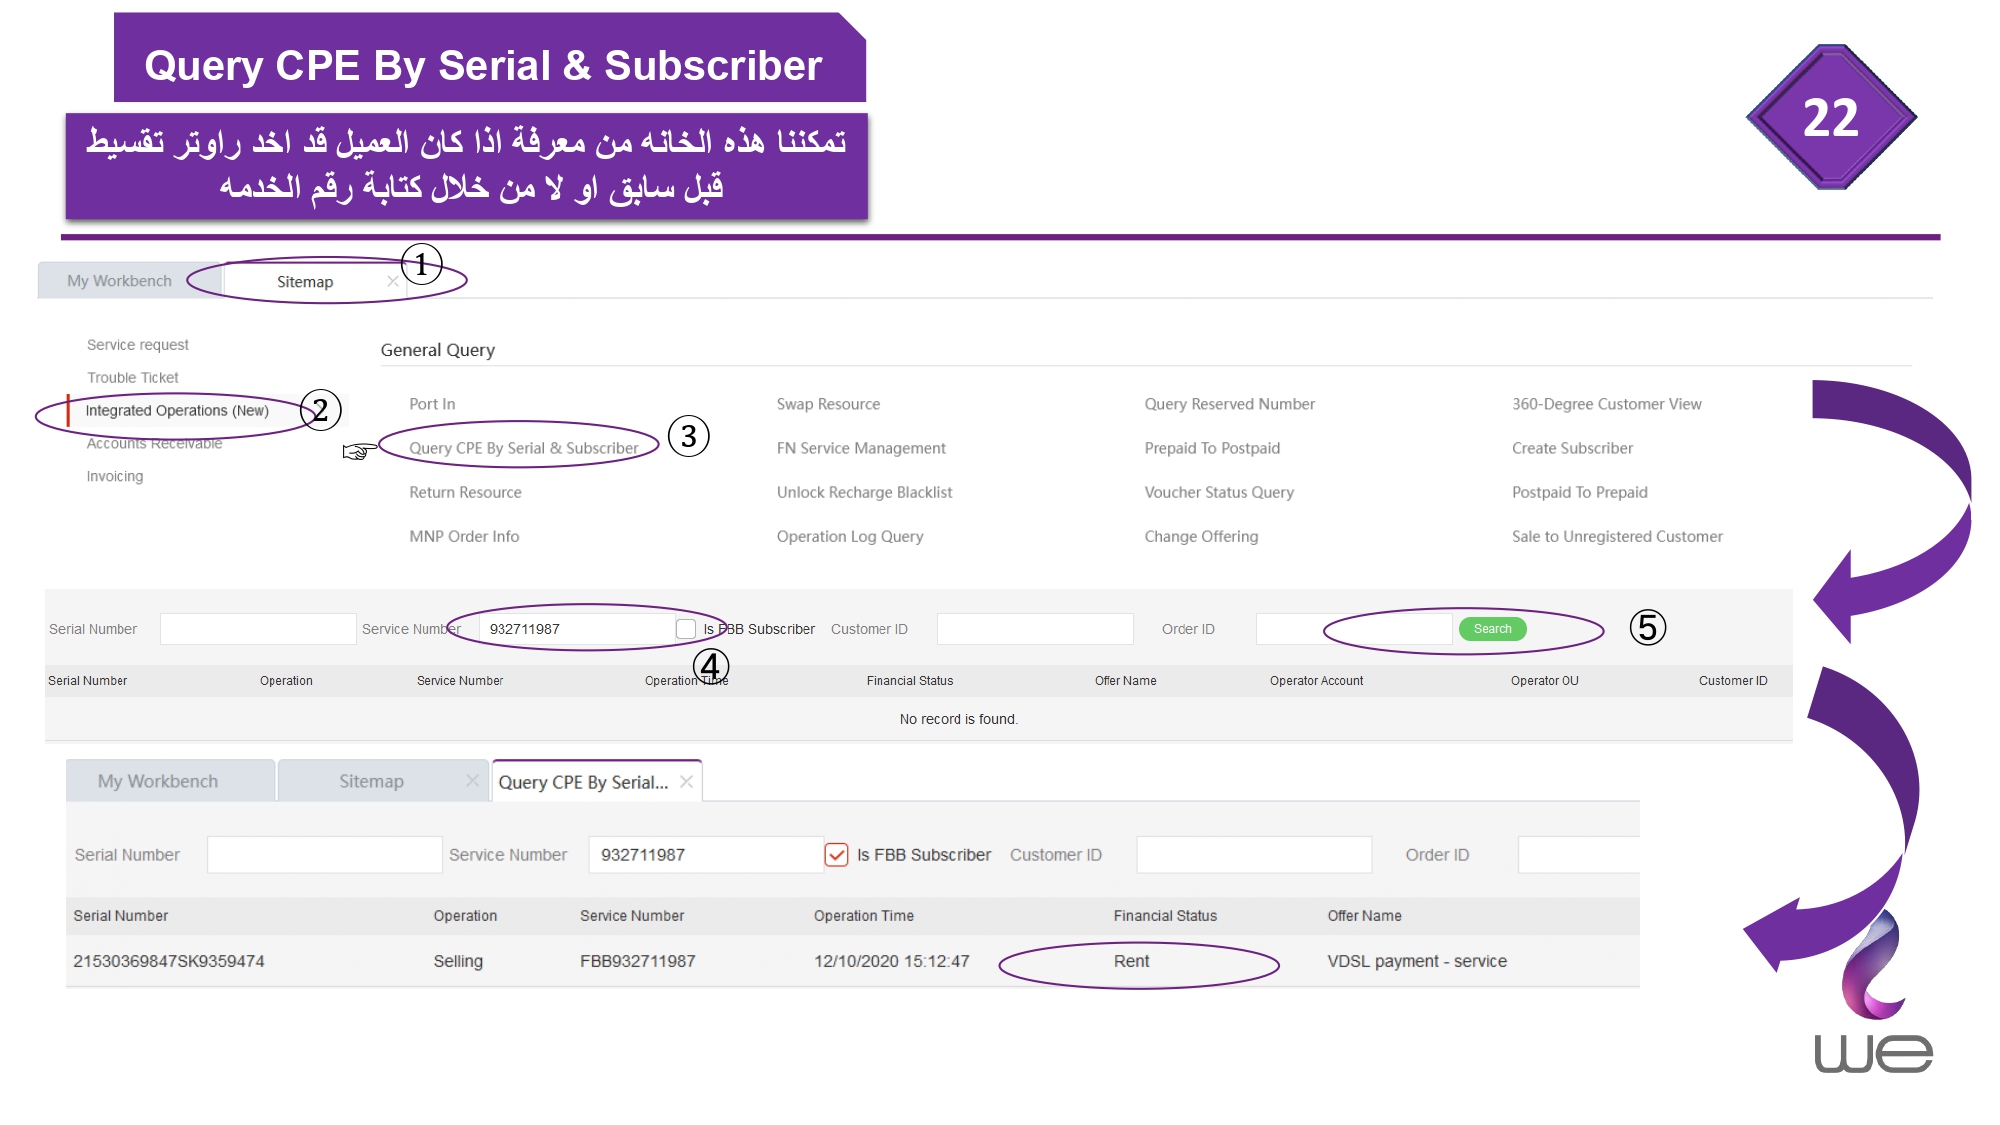 Query CPE By Serial & Subscriber
22
تمكننا هذه الخانه من معرفة اذا كان العميل قد اخد راوتر تقسيط
قبل سابق او لا من خلال كتابة رقم الخدمه
My Workbench Sitemap ①
Service request
Trouble Ticket
Integrated Operations (New) ②
Accounts Receivable
Invoicing
General Query
Port In Swap Resource Query Reserved Number 360-Degree Customer View
☞ Query CPE By Serial & Subscriber ③ FN Service Management Prepaid To Postpaid Create Subscriber
Return Resource Unlock Recharge Blacklist Voucher Status Query Postpaid To Prepaid
MNP Order Info Operation Log Query Change Offering Sale to Unregistered Customer
Serial Number Service Number 932711987 Is FBB Subscriber Customer ID Order ID Search ⑤
④
Serial Number Operation Service Number Operation Time Financial Status Offer Name Operator Account Operator OU Customer ID
No record is found.
My Workbench Sitemap Query CPE By Serial...
Serial Number Service Number 932711987 Is FBB Subscriber Customer ID Order ID
Serial Number Operation Service Number Operation Time Financial Status Offer Name
21530369847SK9359474 Selling FBB932711987 12/10/2020 15:12:47 Rent VDSL payment - service
we